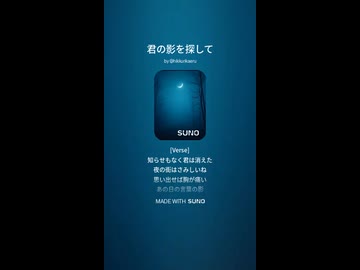 君の影を探して
SUNO
[Verse]
知らせもなく君は消えた
夜の街はさみしいね
思い出せば胸が痛い
あの日の言葉の影
MADE WITH SUNO